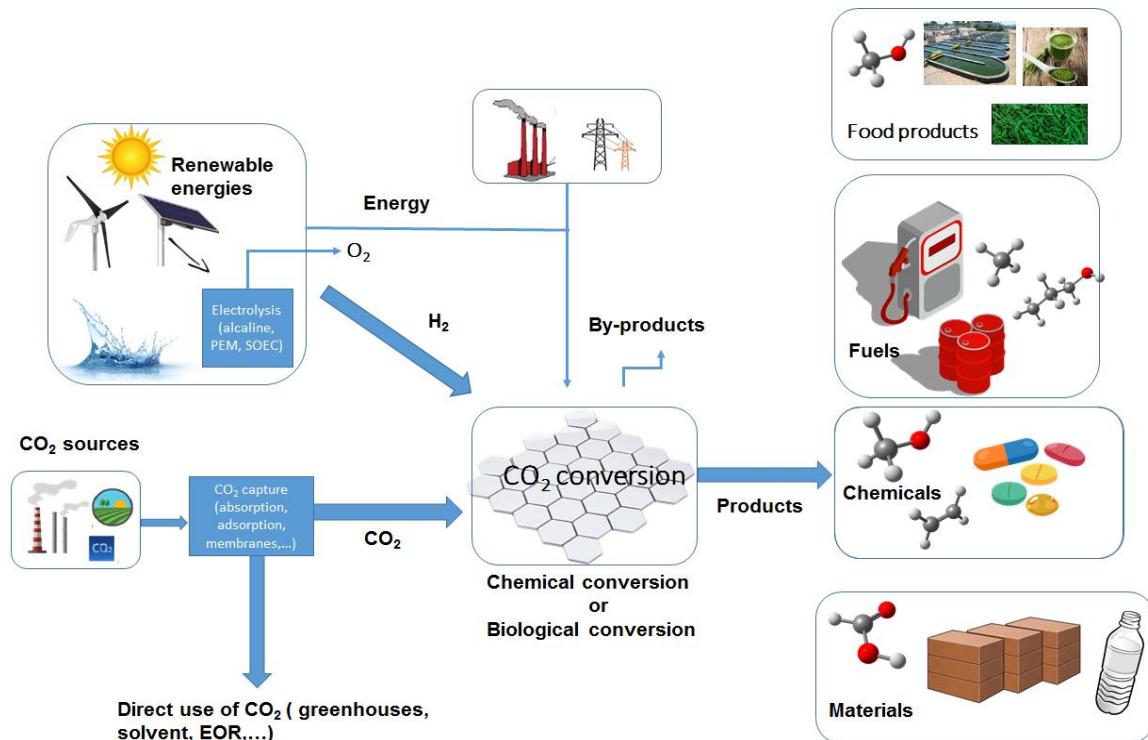 Food products
Renewable
energies
Energy
O₂
Electrolysis
(alcaline,
PEM, SOEC)
H₂
By-products
Fuels
CO₂ sources
CO₂
CO₂ capture
(absorption,
adsorption,
membranes,...)
CO₂
CO₂ conversion
Products
Chemicals
Chemical conversion
or
Biological conversion
Direct use of CO₂ ( greenhouses,
solvent, EOR,...)
Materials